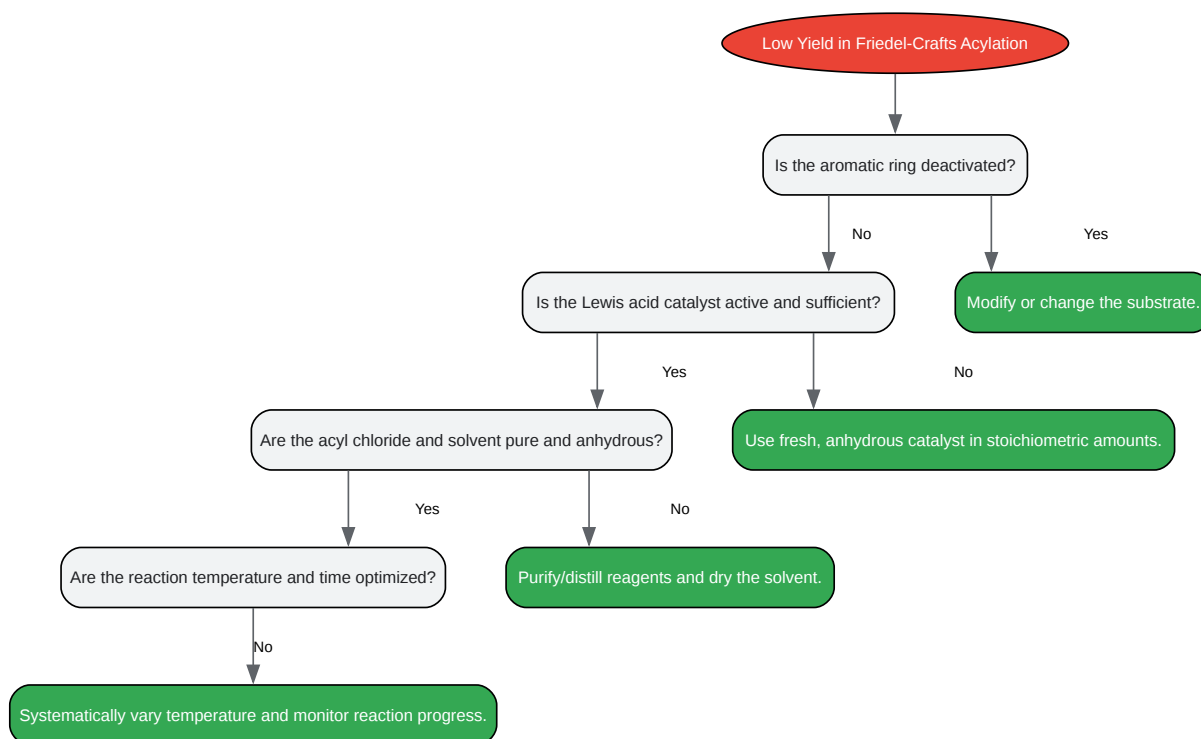 Low Yield in Friedel-Crafts Acylation
Is the aromatic ring deactivated?
No
Yes
Is the Lewis acid catalyst active and sufficient?
Modify or change the substrate.
Yes
No
Are the acyl chloride and solvent pure and anhydrous?
Use fresh, anhydrous catalyst in stoichiometric amounts.
Yes
No
Are the reaction temperature and time optimized?
Purify/distill reagents and dry the solvent.
No
Systematically vary temperature and monitor reaction progress.